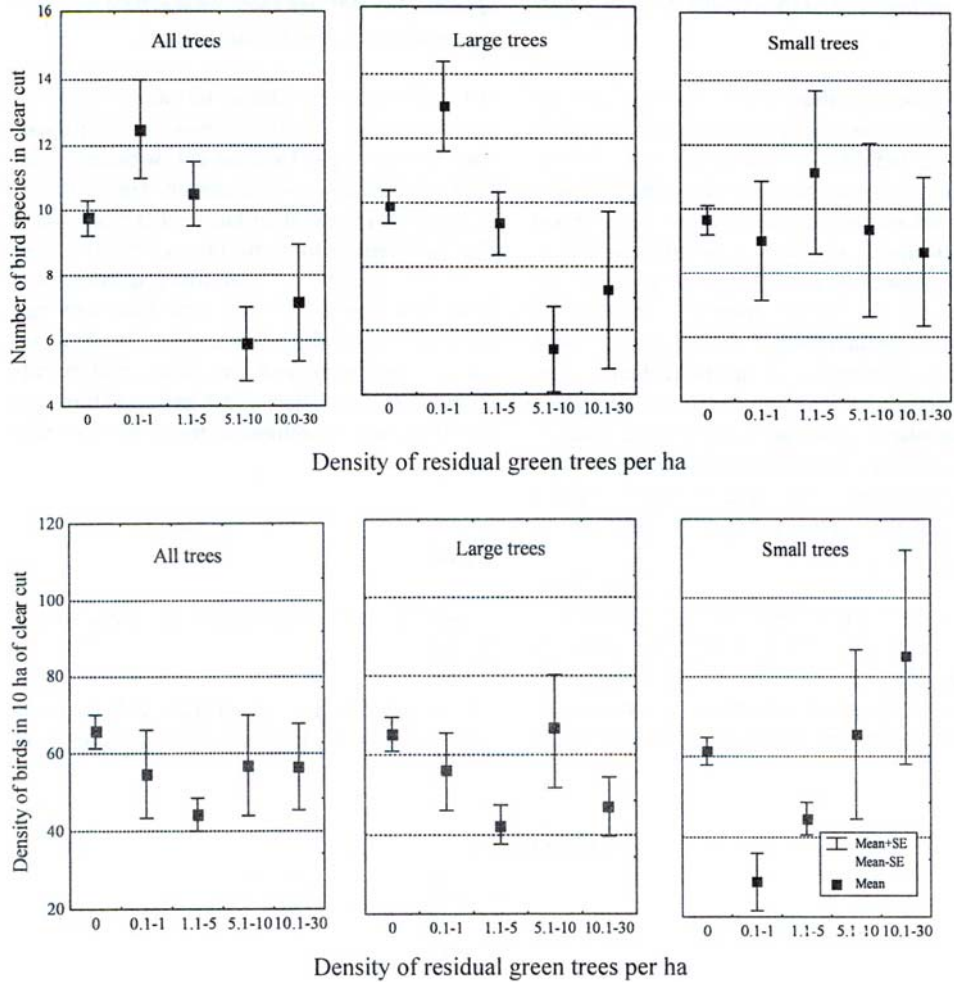 Number of bird species in clear cut
16
14
12
10
8
6
4
All trees
0 0.1-1 1.1-5 5.1-10 10.0-30
Large trees
0 0.1-1 1.1-5 5.1-10 10.1-30
Small trees
0 0.1-1 1.1-5 5.1-10 10.1-30
Density of residual green trees per ha
Density of birds in 10 ha of clear cut
120
100
80
60
40
20
All trees
0 0.1-1 1.1-5 5.1-10 10.1-30
Large trees
0 0.1-1 1.1-5 5.1-10 10.1-30
Small trees
0 0.1-1 1.1-5 5.1 10 10.1-30
Mean+SE
Mean-SE
Mean
Density of residual green trees per ha